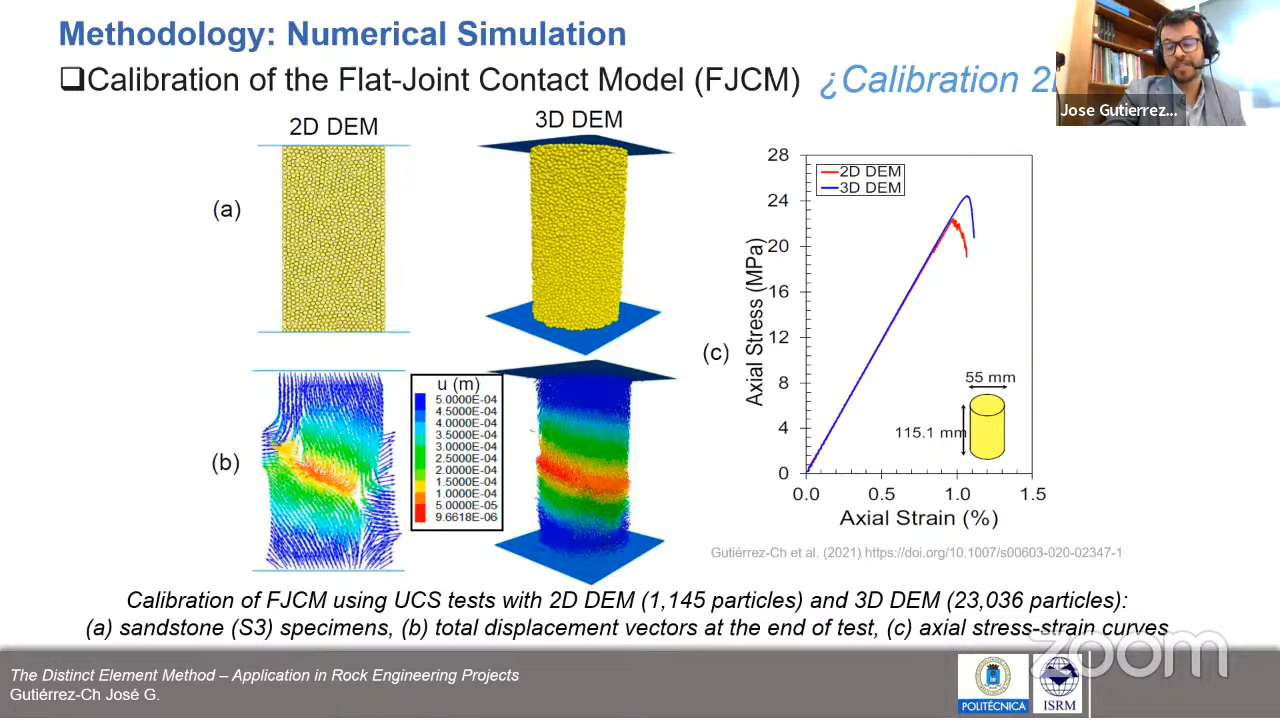 Methodology: Numerical Simulation
❑Calibration of the Flat-Joint Contact Model (FJCM) ¿Calibration 2
Jose Gutierrez_...
2D DEM
3D DEM
(a)
(b)
u (m)
5.0000E-04
4.5000E-04
4.0000E-04
3.5000E-04
3.0000E-04
2.5000E-04
2.0000E-04
1.5000E-04
1.0000E-04
5.0000E-05
9.6618E-06
(c)
Axial Stress (MPa)
28
24
20
16
12
8
4
0
2D DEM
3D DEM
55 mm
115.1 mm
0.0 0.5 1.0 1.5
Axial Strain (%)
Gutiérrez-Ch et al. (2021) https://doi.org/10.1007/s00603-020-02347-1
Calibration of FJCM using UCS tests with 2D DEM (1,145 particles) and 3D DEM (23,036 particles):
(a) sandstone (S3) specimens, (b) total displacement vectors at the end of test, (c) axial stress-strain curves
zoom
The Distinct Element Method – Application in Rock Engineering Projects
Gutiérrez-Ch José G.
POLITÉCNICA
ISRM